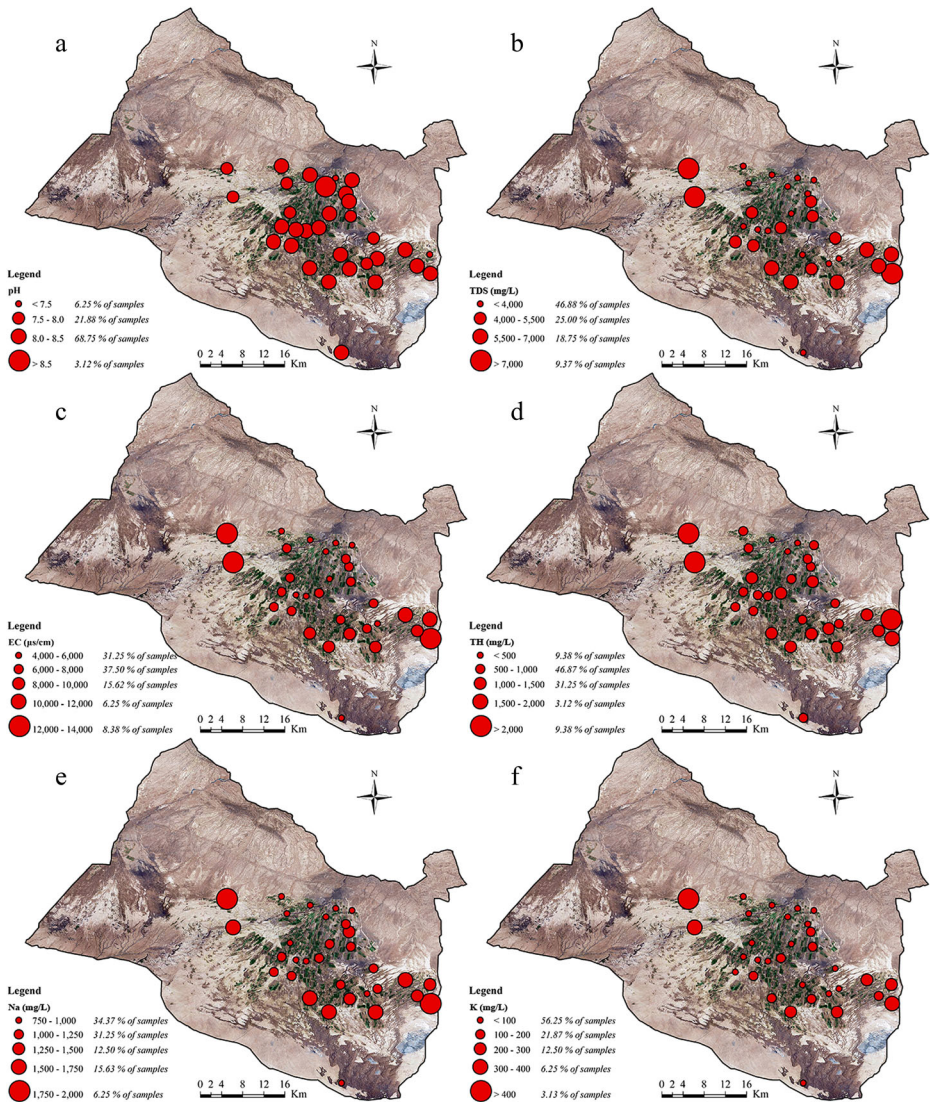 a
N
Legend
pH
< 7.5 6.25 % of samples
7.5 - 8.0 21.88 % of samples
8.0 - 8.5 68.75 % of samples
> 8.5 3.12 % of samples
0 2 4 8 12 16
Km
b
N
Legend
TDS (mg/L)
< 4,000 46.88 % of samples
4,000 - 5,500 25.00 % of samples
5,500 - 7,000 18.75 % of samples
> 7,000 9.37 % of samples
0 2 4 8 12 16
Km
c
N
Legend
EC (μs/cm)
4,000 - 6,000 31.25 % of samples
6,000 - 8,000 37.50 % of samples
8,000 - 10,000 15.62 % of samples
10,000 - 12,000 6.25 % of samples
12,000 - 14,000 8.38 % of samples
0 2 4 8 12 16
Km
d
N
Legend
TH (mg/L)
< 500 9.38 % of samples
500 - 1,000 46.87 % of samples
1,000 - 1,500 31.25 % of samples
1,500 - 2,000 3.12 % of samples
> 2,000 9.38 % of samples
0 2 4 8 12 16
Km
e
N
Legend
Na (mg/L)
750 - 1,000 34.37 % of samples
1,000 - 1,250 31.25 % of samples
1,250 - 1,500 12.50 % of samples
1,500 - 1,750 15.63 % of samples
1,750 - 2,000 6.25 % of samples
0 2 4 8 12 16
Km
f
N
Legend
K (mg/L)
< 100 56.25 % of samples
100 - 200 21.87 % of samples
200 - 300 12.50 % of samples
300 - 400 6.25 % of samples
> 400 3.13 % of samples
0 2 4 8 12 16
Km